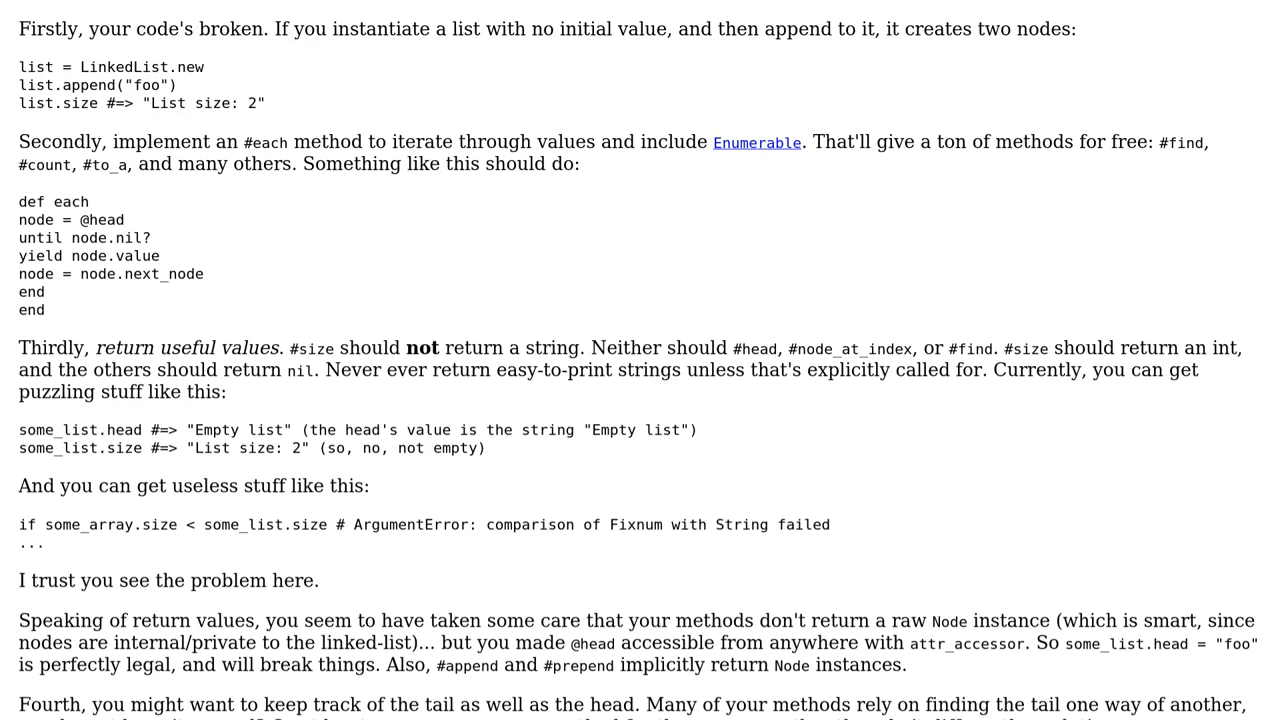 Firstly, your code's broken. If you instantiate a list with no initial value, and then append to it, it creates two nodes:
list = LinkedList.new
list.append("foo")
list.size #=> "List size: 2"
Secondly, implement an #each method to iterate through values and include Enumerable. That'll give a ton of methods for free: #find,
#count, #to_a, and many others. Something like this should do:
def each
node = @head
until node.nil?
yield node.value
node = node.next_node
end
end
Thirdly, return useful values. #size should not return a string. Neither should #head, #node_at_index, or #find. #size should return an int,
and the others should return nil. Never ever return easy-to-print strings unless that's explicitly called for. Currently, you can get
puzzling stuff like this:
some_list.head #=> "Empty list" (the head's value is the string "Empty list")
some_list.size #=> "List size: 2" (so, no, not empty)
And you can get useless stuff like this:
if some_array.size < some_list.size # ArgumentError: comparison of Fixnum with String failed
...
I trust you see the problem here.
Speaking of return values, you seem to have taken some care that your methods don't return a raw Node instance (which is smart, since
nodes are internal/private to the linked-list)... but you made @head accessible from anywhere with attr_accessor. So some_list.head = "foo"
is perfectly legal, and will break things. Also, #append and #prepend implicitly return Node instances.
Fourth, you might want to keep track of the tail as well as the head. Many of your methods rely on finding the tail one way of another,